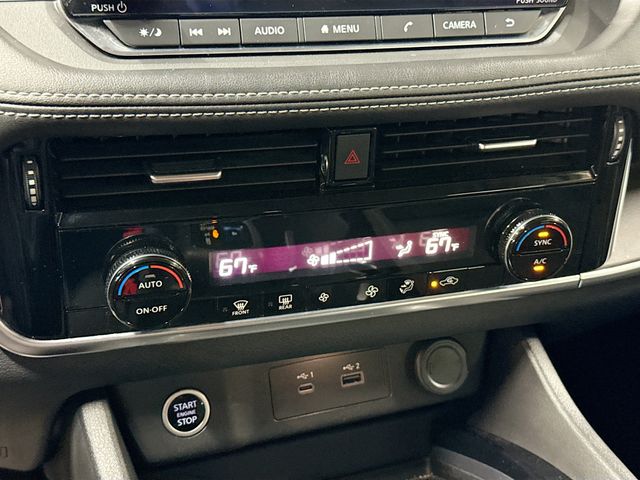 PUSH PUSH SOUND
AUDIO MENU CAMERA
67°F SYNC 67°F
SYNC
A/C
AUTO
ON·OFF
FRONT REAR
1 2
START
ENGINE
STOP